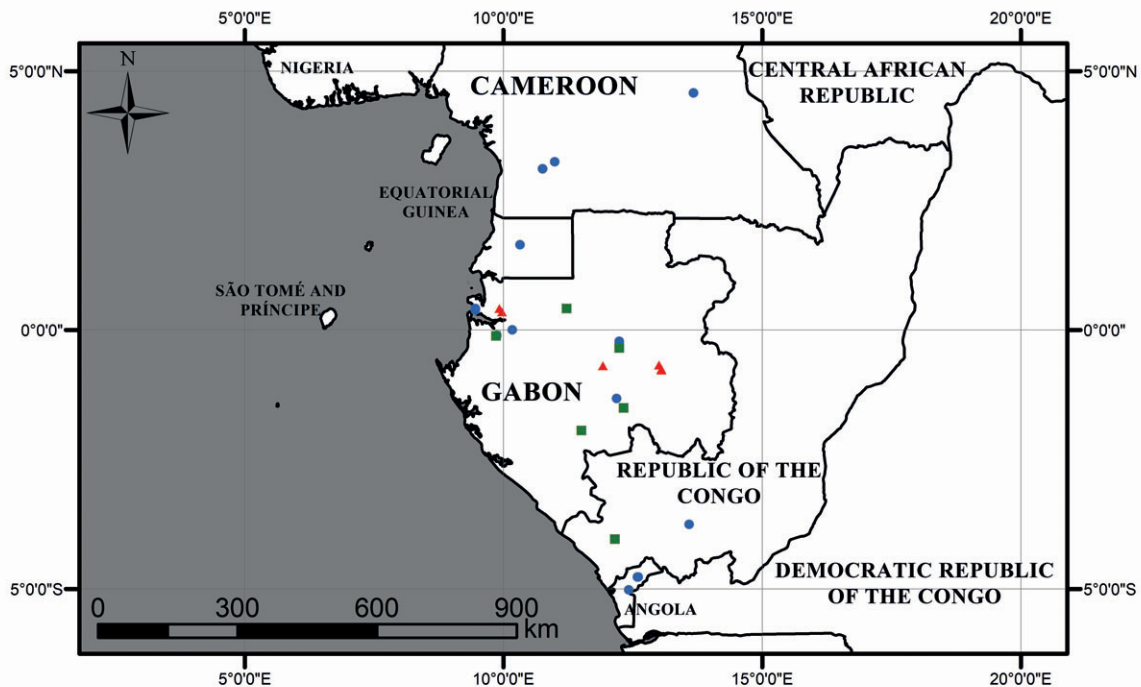 5°0'0"E 10°0'0"E 15°0'0"E 20°0'0"E
N
NIGERIA
CAMEROON
CENTRAL AFRICAN
REPUBLIC
5°0'0"N 5°0'0"N
EQUATORIAL
GUINEA
SÃO TOMÉ AND
PRÍNCIPE
0°0'0" 0°0'0"
GABON
REPUBLIC OF THE
CONGO
DEMOCRATIC REPUBLIC
OF THE CONGO
5°0'0"S 5°0'0"S
ANGOLA
0 300 600 900
km
5°0'0"E 10°0'0"E 15°0'0"E 20°0'0"E